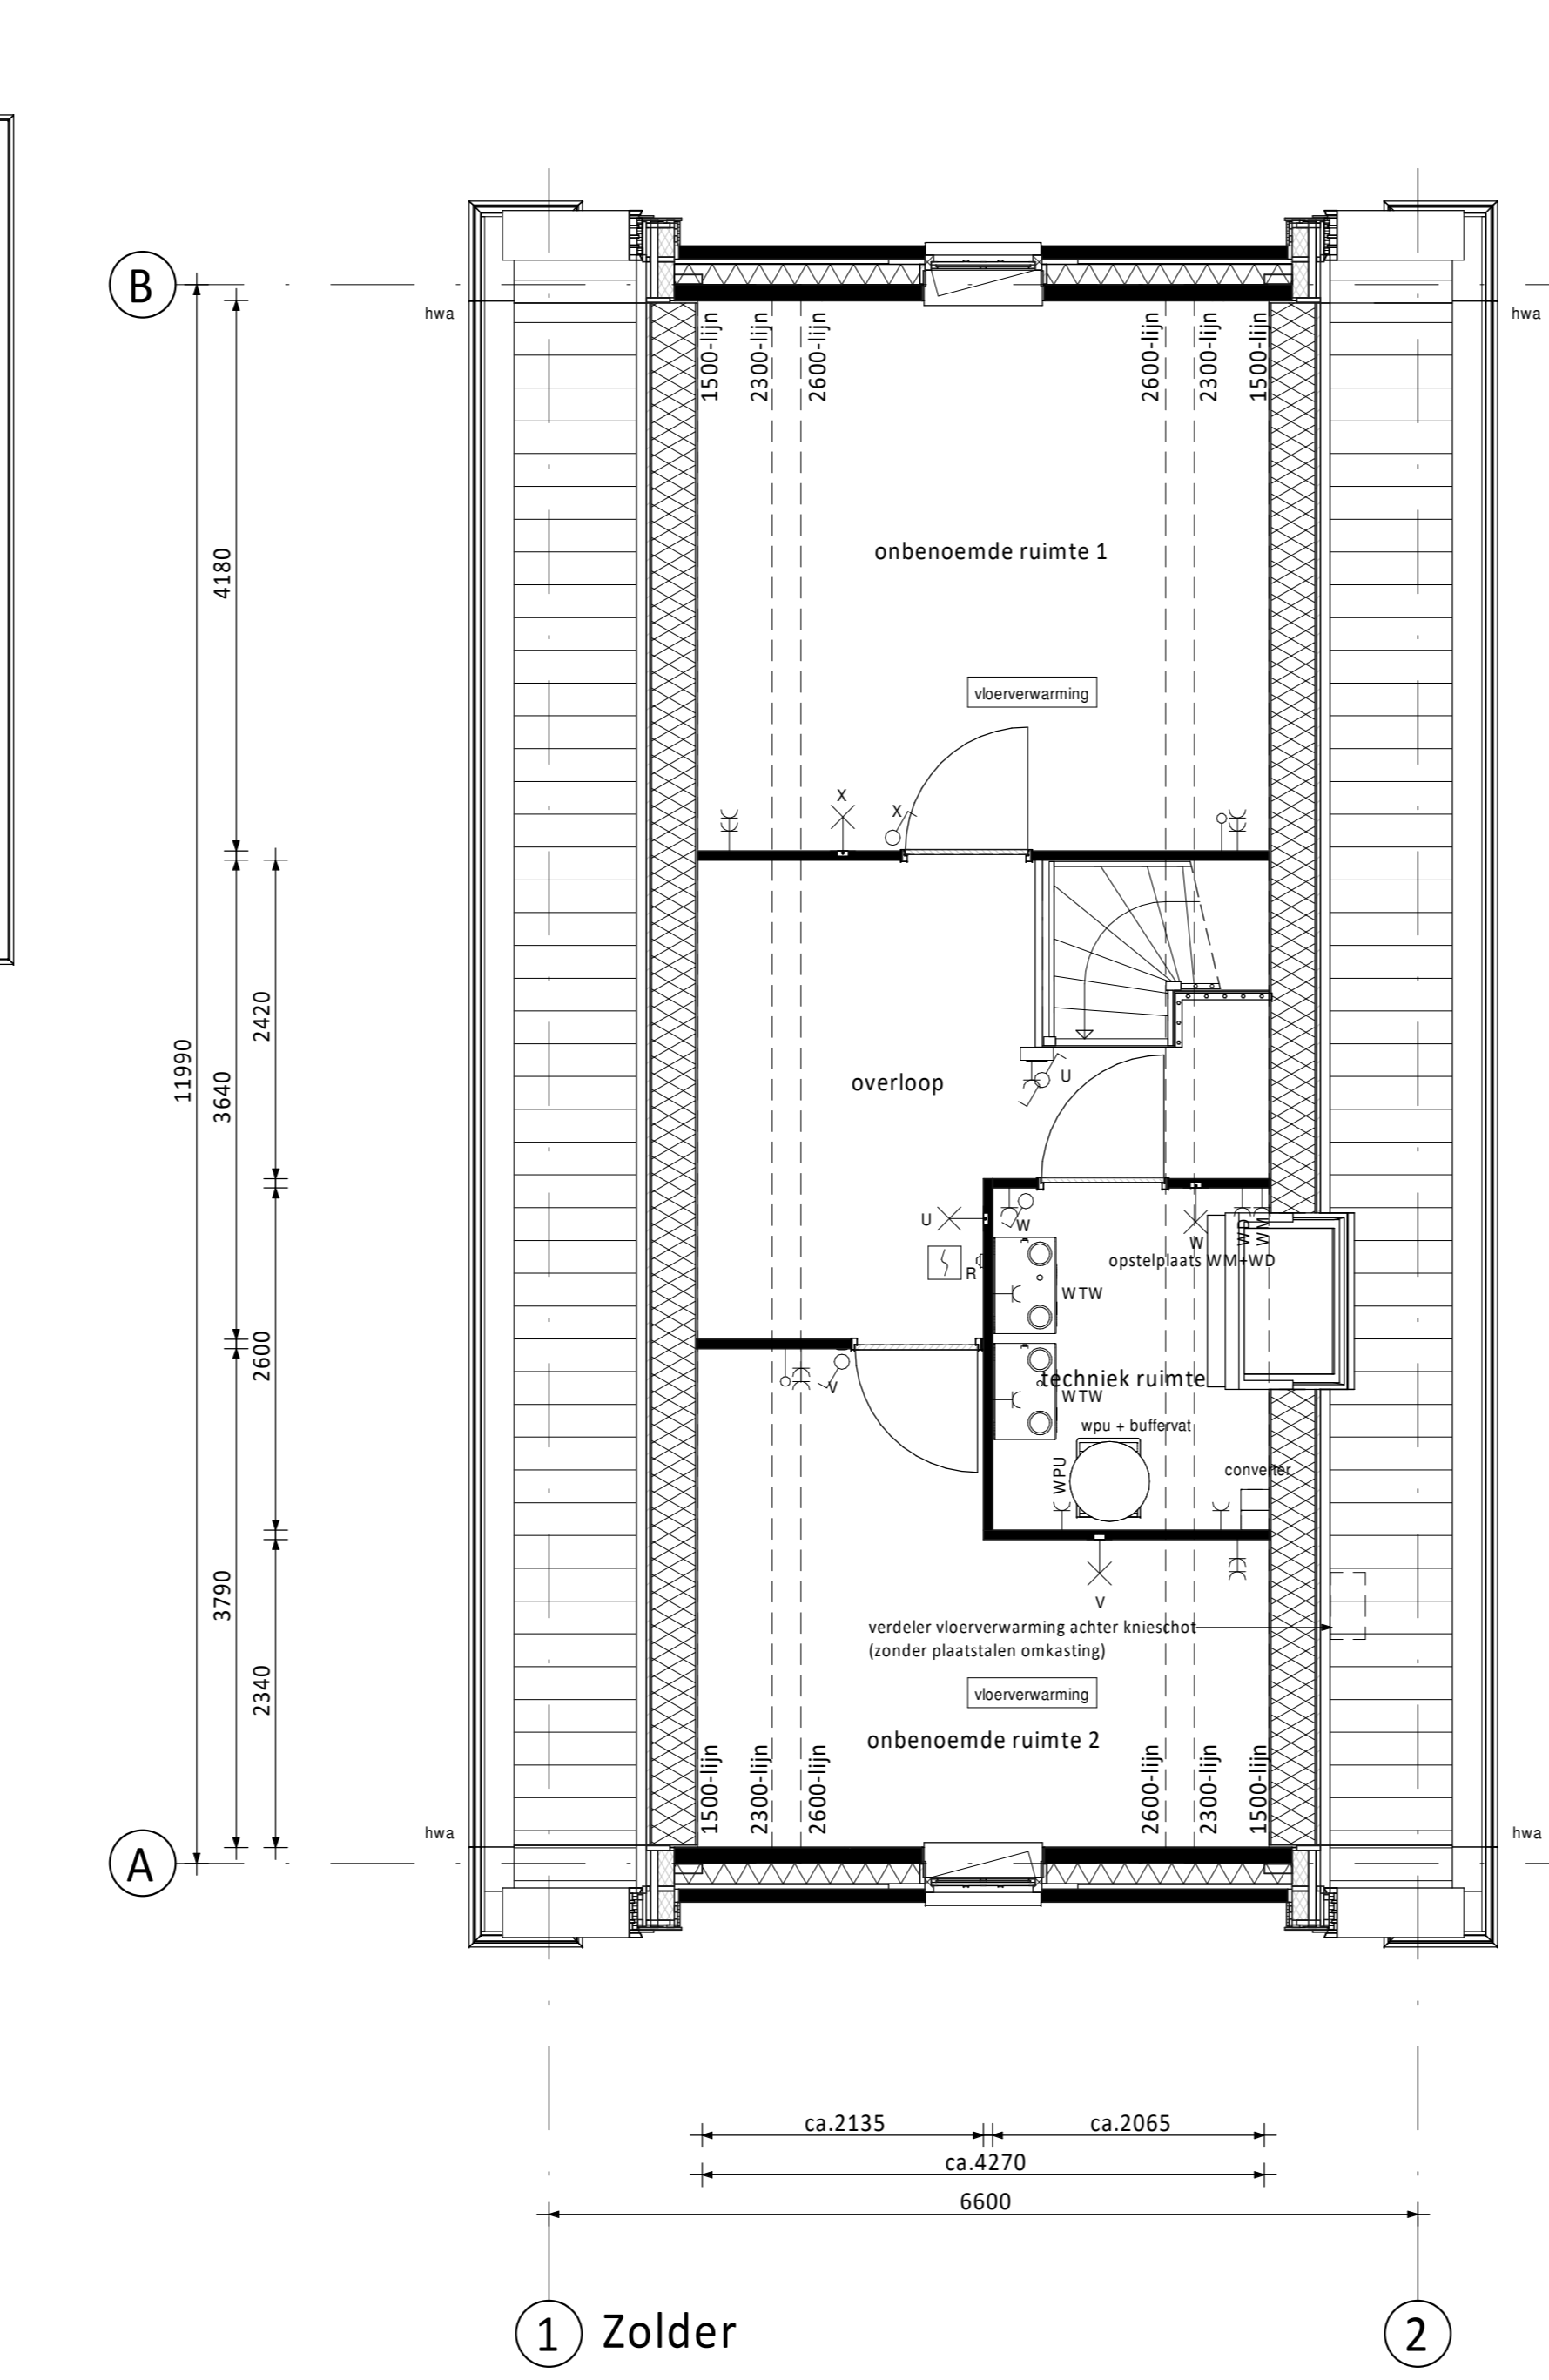 B
hwa
hwa
1500-lijn
2300-lijn
2600-lijn
2600-lijn
2300-lijn
1500-lijn
onbenoemde ruimte 1
4180
vloerverwarming
X
X
2420
11990
3640
overloop
U
U
W
W
WD
WM
opstelplaats WM+WD
R
WTW
2600
techniek ruimte
V
WTW
wpu + buffervat
WPU
converter
3790
V
verdeler vloerverwarming achter knieschot
(zonder plaatstalen omkasting)
2340
vloerverwarming
onbenoemde ruimte 2
1500-lijn
2300-lijn
2600-lijn
2600-lijn
2300-lijn
1500-lijn
hwa
hwa
A
ca.2135
ca.2065
ca.4270
6600
1
Zolder
2